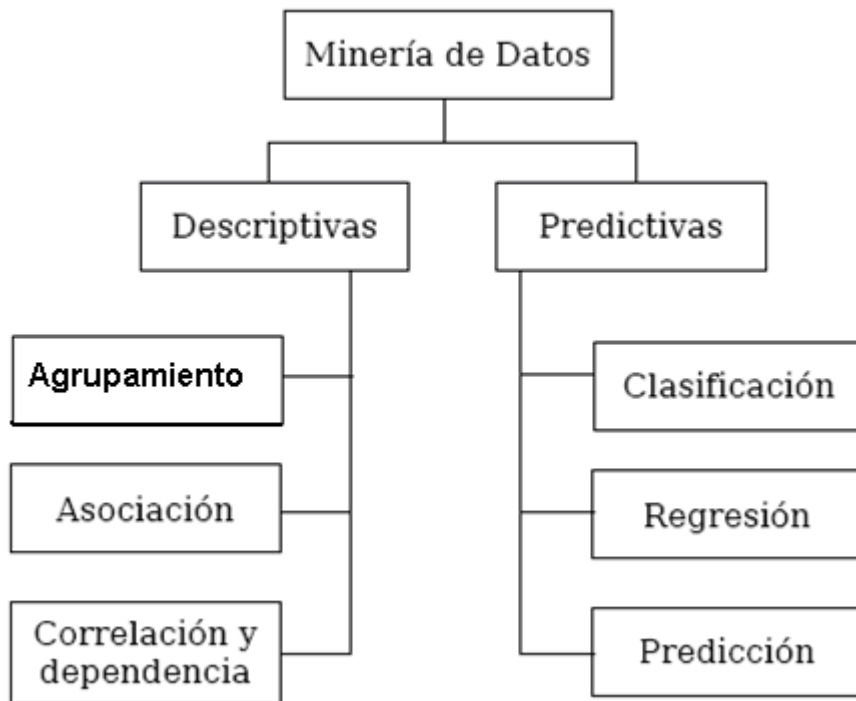 Minería de Datos
Descriptivas
Predictivas
Agrupamiento
Clasificación
Asociación
Regresión
Correlación y
dependencia
Predicción